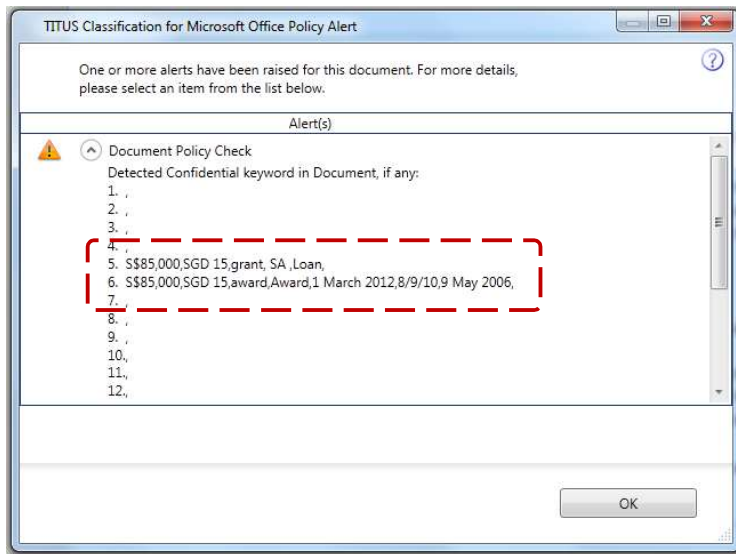 TITUS Classification for Microsoft Office Policy Alert
One or more alerts have been raised for this document. For more details,
please select an item from the list below.
Alert(s)
Document Policy Check
Detected Confidential keyword in Document, if any:
1. ,
2. ,
3. ,
4. ,
5. S$85,000,SGD 15,grant, SA ,Loan,
6. S$85,000,SGD 15,award,Award,1 March 2012,8/9/10,9 May 2006,
7. ,
8. ,
9. ,
10.,
11.,
12.,
OK